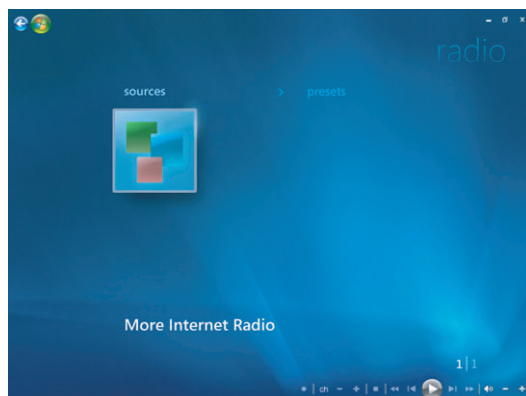 radio
sources > presets
More Internet Radio
1|1
ch